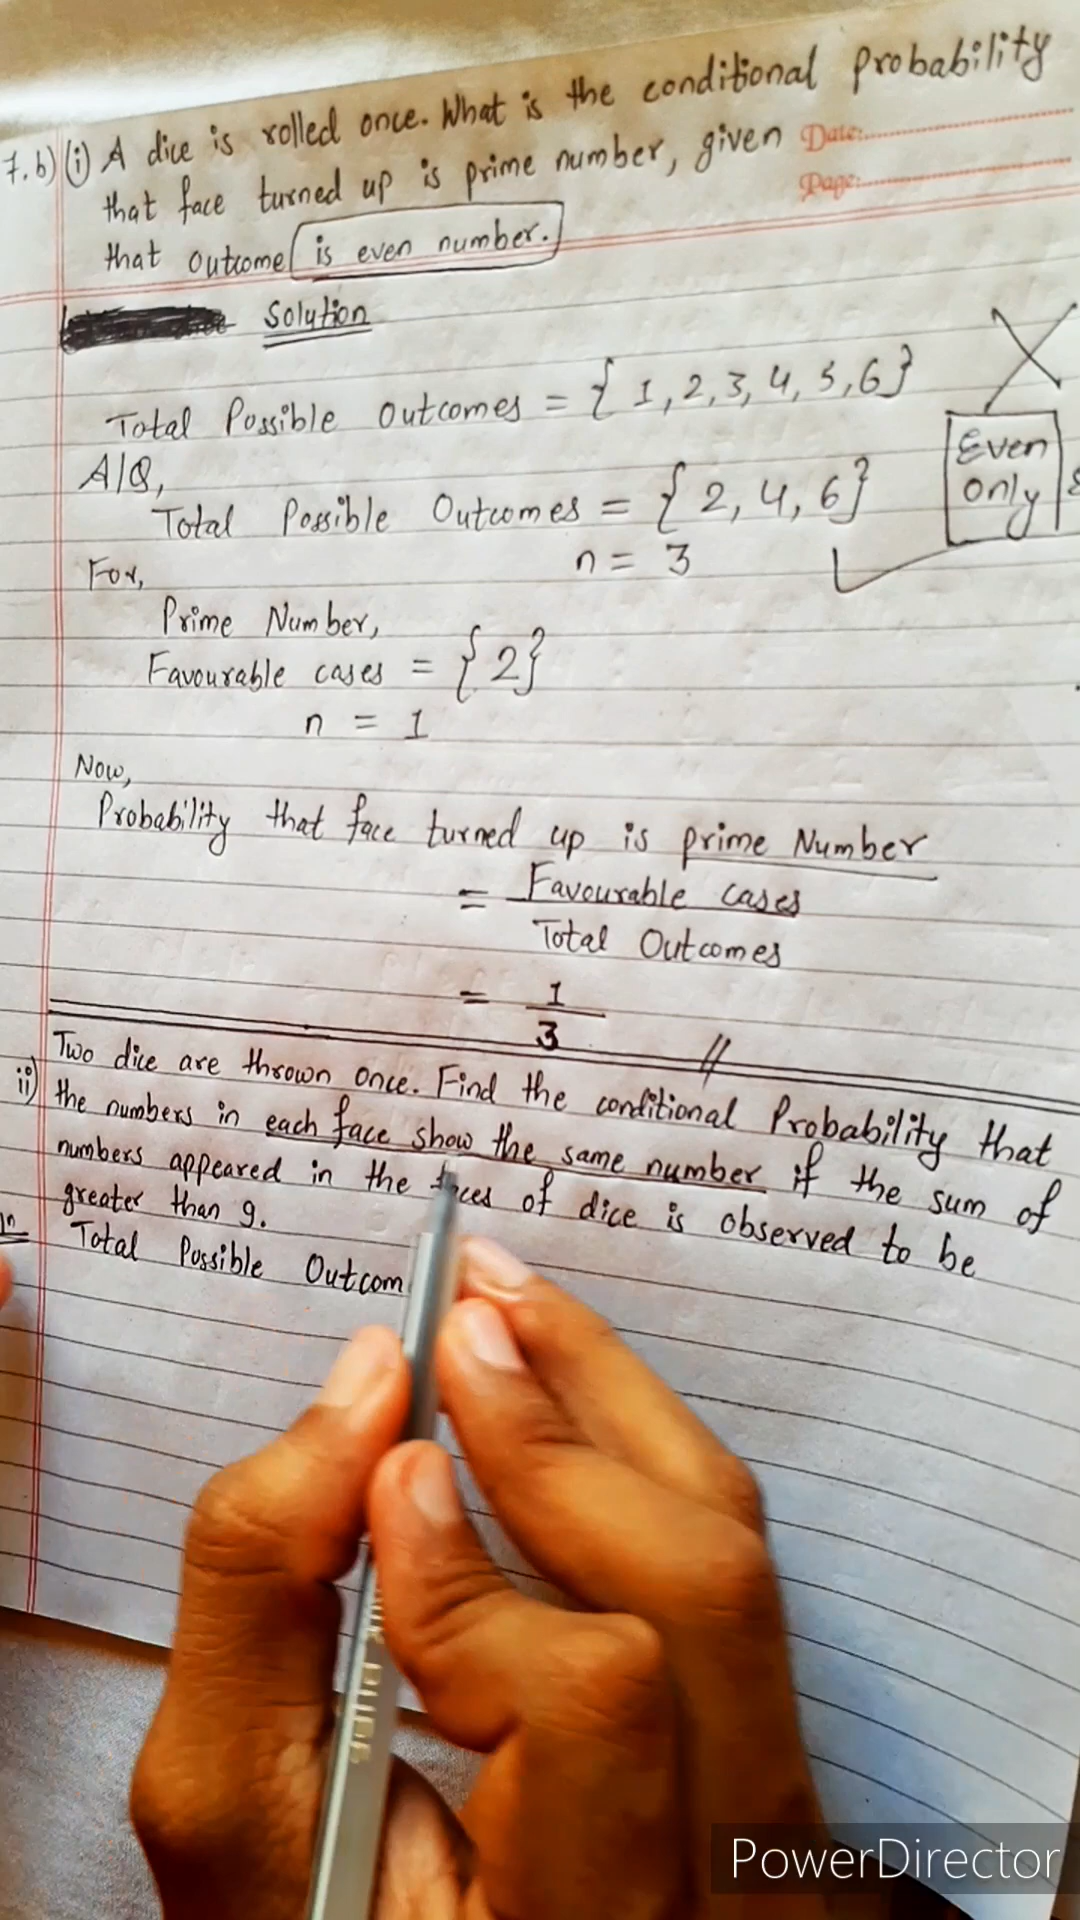 7.b) (i) A dice is rolled once. What is the conditional probability
that face turned up is prime number, given
Date:
Page:
that outcome is even number.
Solution
Total Possible Outcomes = { 1, 2, 3, 4, 5, 6 }
A/Q,
Even
only
Total Possible Outcomes = { 2, 4, 6 }
n = 3
For,
Prime Number,
Favourable cases = { 2 }
n = 1
Now,
Probability that face turned up is prime Number
= Favourable cases
Total Outcomes
= 1
3
ii) Two dice are thrown once. Find the conditional Probability that
the numbers in each face show the same number if the sum of
numbers appeared in the faces of dice is observed to be
greater than 9.
Total Possible Outcom
PowerDirector